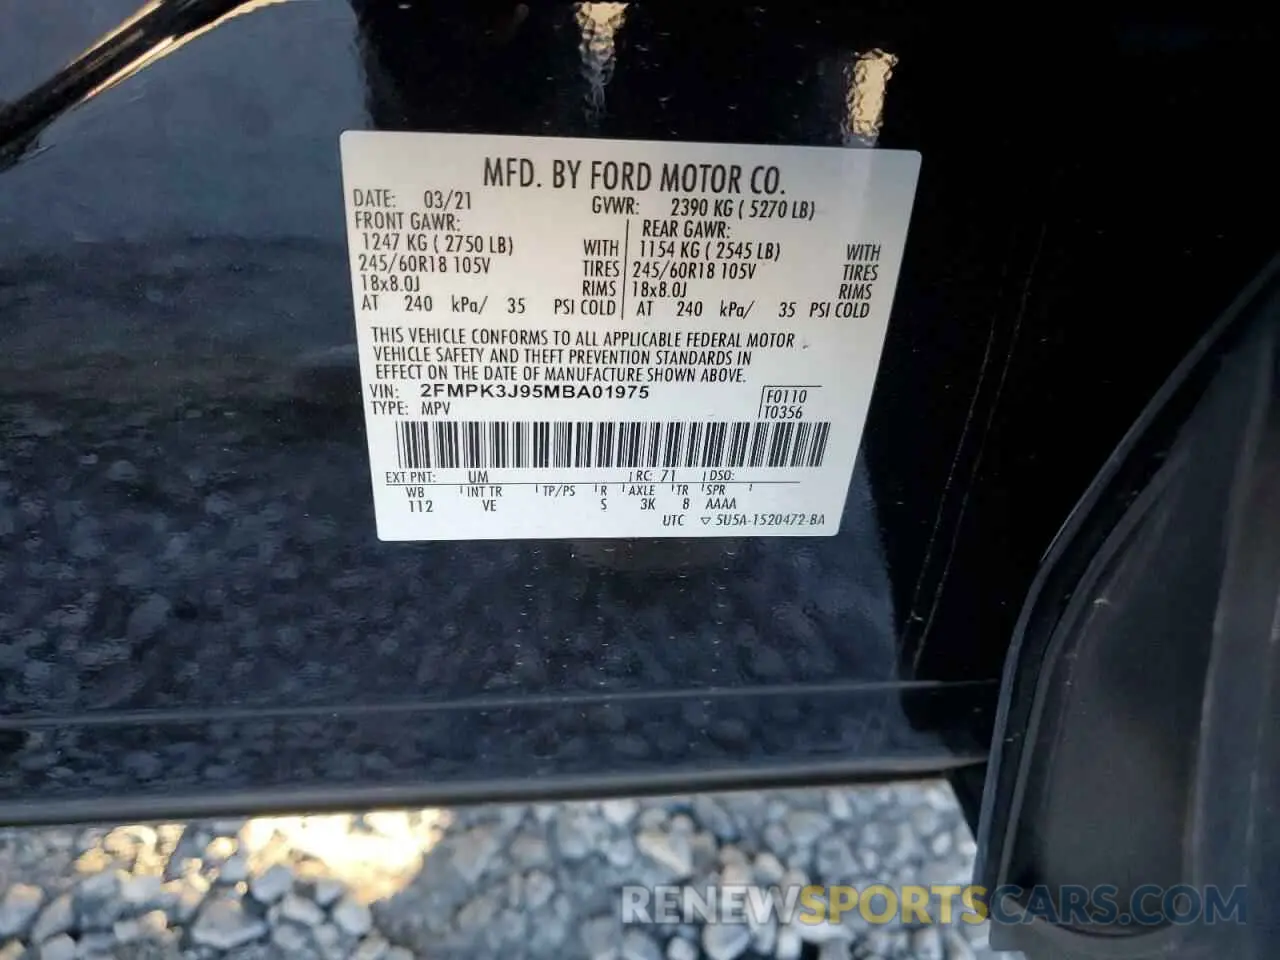 MFD. BY FORD MOTOR CO.
DATE: 03/21 GVWR: 2390 KG ( 5270 LB)
FRONT GAWR: REAR GAWR:
1247 KG ( 2750 LB) WITH 1154 KG ( 2545 LB) WITH
245/60R18 105V TIRES 245/60R18 105V TIRES
18x8.0J RIMS 18x8.0J RIMS
AT 240 kPa/ 35 PSI COLD AT 240 kPa/ 35 PSI COLD
THIS VEHICLE CONFORMS TO ALL APPLICABLE FEDERAL MOTOR
VEHICLE SAFETY AND THEFT PREVENTION STANDARDS IN
EFFECT ON THE DATE OF MANUFACTURE SHOWN ABOVE.
VIN: 2FMPK3J95MBA01975 F0110
TYPE: MPV T0356
EXT PNT: UM RC: 71 DSO:
WB INT TR TP/PS R AXLE TR SPR
112 VE S 3K 8 AAAA
UTC ▽ 5U5A-1520472-BA
RENEWSPORTSCARS.COM